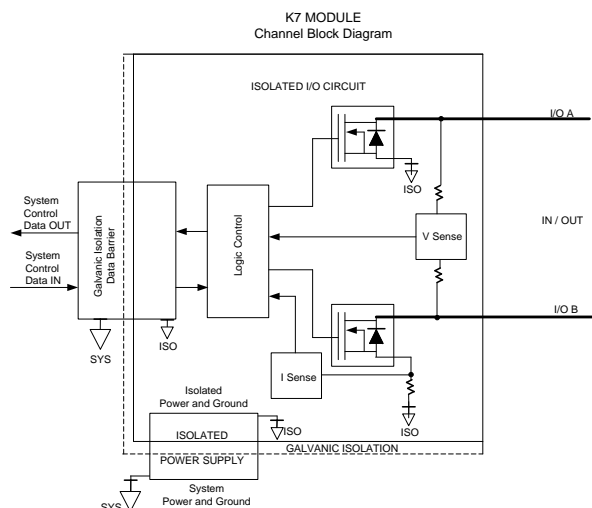 K7 MODULE
Channel Block Diagram
ISOLATED I/O CIRCUIT
I/O A
ISO
System
Control
Data OUT
System
Control
Data IN
Galvanic Isolation
Data Barrier
Logic Control
V Sense
IN / OUT
I/O B
SYS
ISO
I Sense
Isolated
Power and Ground
ISO
ISO
ISOLATED
POWER SUPPLY
GALVANIC ISOLATION
System
Power and Ground
SYS